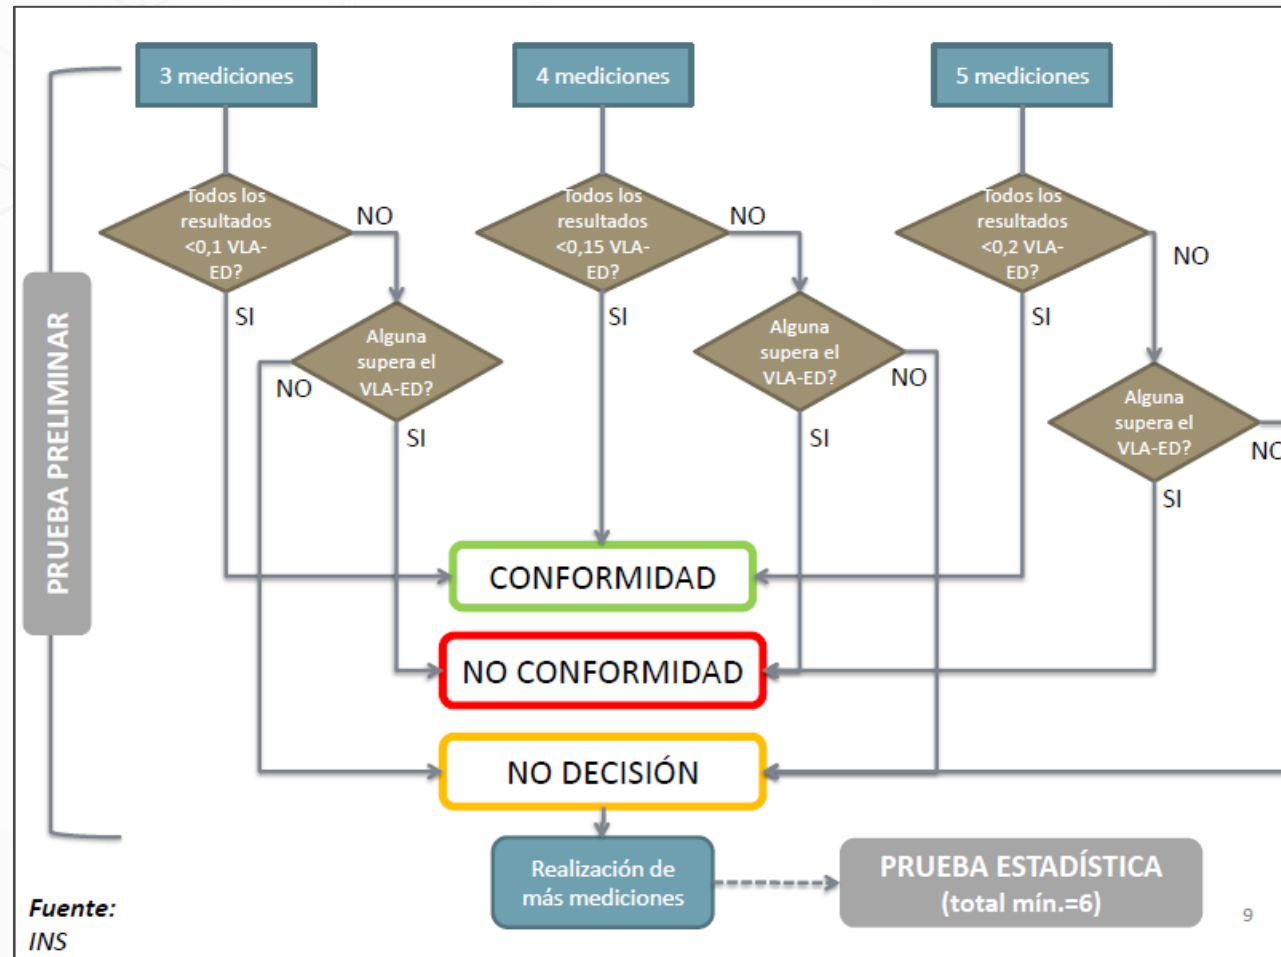 3 mediciones
4 mediciones
5 mediciones
Todos los
resultados
<0,1 VLA-
ED?
NO
Todos los
resultados
<0,15 VLA-
ED?
NO
Todos los
resultados
<0,2 VLA-
ED?
NO
SI
Alguna
supera el
VLA-ED?
NO
SI
SI
Alguna
supera el
VLA-ED?
NO
SI
SI
Alguna
supera el
VLA-ED?
NO
SI
PRUEBA PRELIMINAR
CONFORMIDAD
NO CONFORMIDAD
NO DECISIÓN
Realización de
más mediciones
PRUEBA ESTADÍSTICA
(total mín.=6)
Fuente:
INS
9